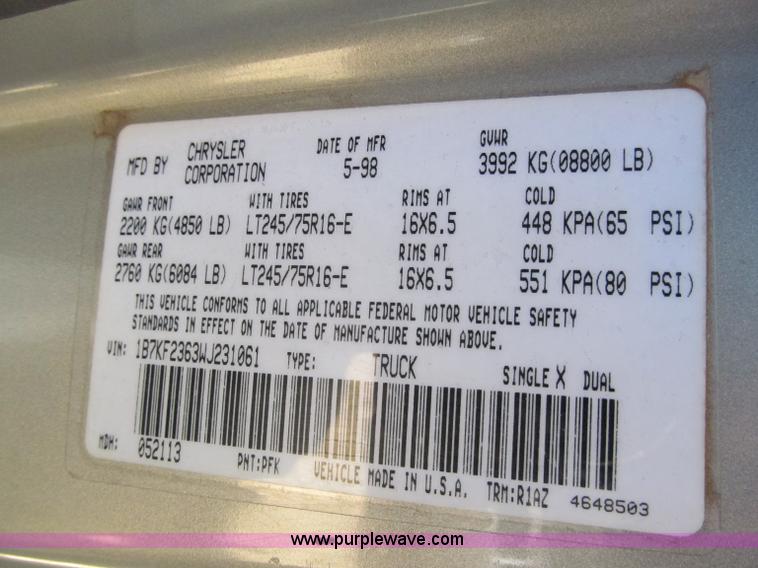 MFD BY CHRYSLER CORPORATION DATE OF MFR 5-98 GVWR 3992 KG(08800 LB)
GAWR FRONT WITH TIRES RIMS AT COLD
2200 KG(4850 LB) LT245/75R16-E 16X6.5 448 KPA(65 PSI)
GAWR REAR WITH TIRES RIMS AT COLD
2760 KG(6084 LB) LT245/75R16-E 16X6.5 551 KPA(80 PSI)
THIS VEHICLE CONFORMS TO ALL APPLICABLE FEDERAL MOTOR VEHICLE SAFETY
STANDARDS IN EFFECT ON THE DATE OF MANUFACTURE SHOWN ABOVE.
VIN: 1B7KF2363WJ231061 TYPE: TRUCK SINGLE X DUAL
MDH: 052113 PNT:PFK VEHICLE MADE IN U.S.A. TRM:R1AZ 4648503
www.purplewave.com